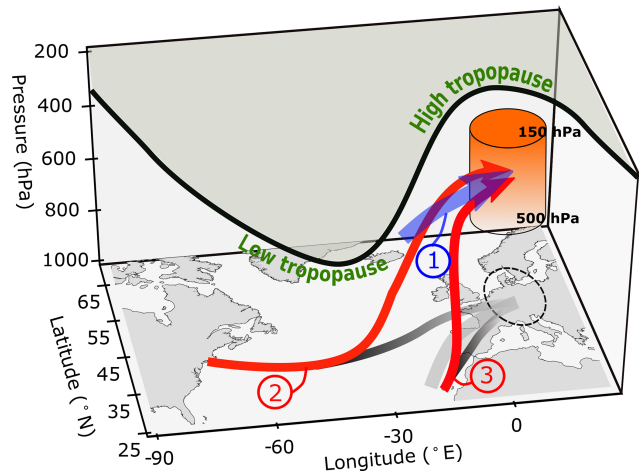 200
400
600
800
1000
Pressure (hPa)
High tropopause
Low tropopause
150 hPa
500 hPa
1
2
3
65
55
45
35
25
Latitude (°N)
-90
-60
-30
0
Longitude (°E)